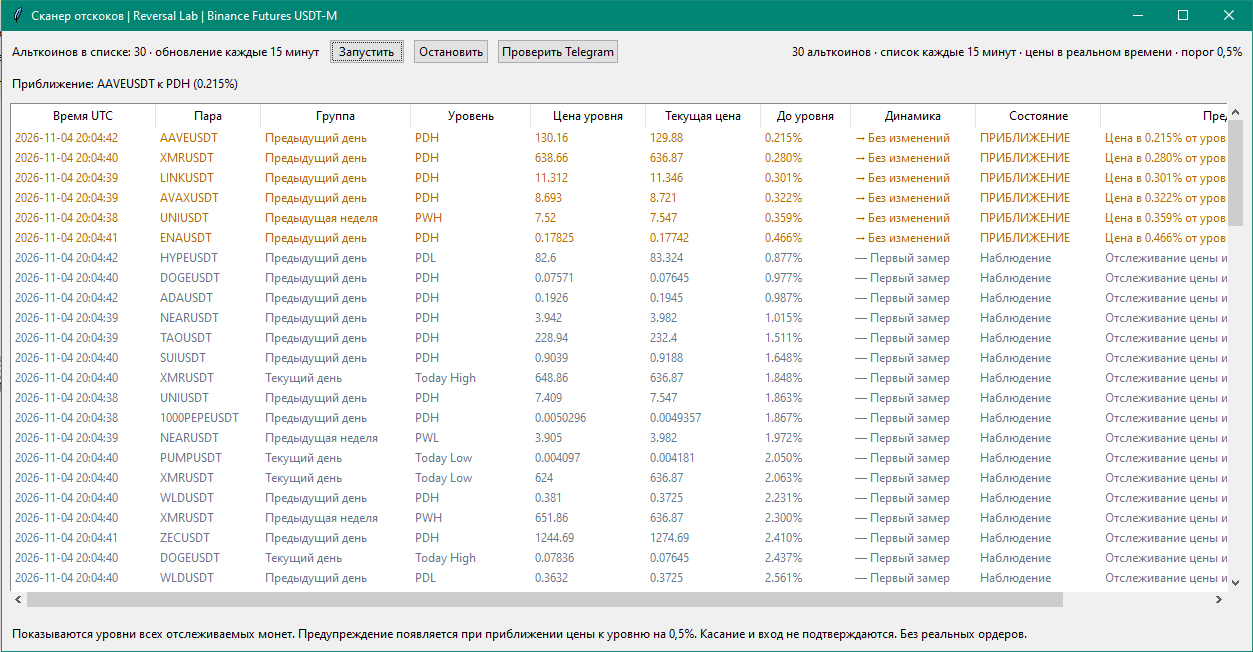 Сканер отскоков | Reversal Lab | Binance Futures USDT-M
Альткоинов в списке: 30 · обновление каждые 15 минут Запустить Остановить Проверить Telegram 30 альткоинов · список каждые 15 минут · цены в реальном времени · порог 0,5%
Приближение: AAVEUSDT к PDH (0.215%)
Время UTC Пара Группа Уровень Цена уровня Текущая цена До уровня Динамика Состояние Пред
2026-11-04 20:04:42 AAVEUSDT Предыдущий день PDH 130.16 129.88 0.215% → Без изменений ПРИБЛИЖЕНИЕ Цена в 0.215% от уров
2026-11-04 20:04:40 XMRUSDT Предыдущий день PDH 638.66 636.87 0.280% → Без изменений ПРИБЛИЖЕНИЕ Цена в 0.280% от уров
2026-11-04 20:04:39 LINKUSDT Предыдущий день PDH 11.312 11.346 0.301% → Без изменений ПРИБЛИЖЕНИЕ Цена в 0.301% от уров
2026-11-04 20:04:39 AVAXUSDT Предыдущий день PDH 8.693 8.721 0.322% → Без изменений ПРИБЛИЖЕНИЕ Цена в 0.322% от уров
2026-11-04 20:04:38 UNIUSDT Предыдущая неделя PWH 7.52 7.547 0.359% → Без изменений ПРИБЛИЖЕНИЕ Цена в 0.359% от уров
2026-11-04 20:04:41 ENAUSDT Предыдущий день PDH 0.17825 0.17742 0.466% → Без изменений ПРИБЛИЖЕНИЕ Цена в 0.466% от уров
2026-11-04 20:04:42 HYPEUSDT Предыдущий день PDL 82.6 83.324 0.877% — Первый замер Наблюдение Отслеживание цены и
2026-11-04 20:04:40 DOGEUSDT Предыдущий день PDH 0.07571 0.07645 0.977% — Первый замер Наблюдение Отслеживание цены и
2026-11-04 20:04:42 ADAUSDT Предыдущий день PDH 0.1926 0.1945 0.987% — Первый замер Наблюдение Отслеживание цены и
2026-11-04 20:04:39 NEARUSDT Предыдущий день PDH 3.942 3.982 1.015% — Первый замер Наблюдение Отслеживание цены и
2026-11-04 20:04:39 TAOUSDT Предыдущий день PDH 228.94 232.4 1.511% — Первый замер Наблюдение Отслеживание цены и
2026-11-04 20:04:40 SUIUSDT Предыдущий день PDH 0.9039 0.9188 1.648% — Первый замер Наблюдение Отслеживание цены и
2026-11-04 20:04:40 XMRUSDT Текущий день Today High 648.86 636.87 1.848% — Первый замер Наблюдение Отслеживание цены и
2026-11-04 20:04:38 UNIUSDT Предыдущий день PDH 7.409 7.547 1.863% — Первый замер Наблюдение Отслеживание цены и
2026-11-04 20:04:38 1000PEPEUSDT Предыдущий день PDH 0.0050296 0.0049357 1.867% — Первый замер Наблюдение Отслеживание цены и
2026-11-04 20:04:39 NEARUSDT Предыдущая неделя PWL 3.905 3.982 1.972% — Первый замер Наблюдение Отслеживание цены и
2026-11-04 20:04:40 PUMPUSDT Текущий день Today Low 0.004097 0.004181 2.050% — Первый замер Наблюдение Отслеживание цены и
2026-11-04 20:04:40 XMRUSDT Текущий день Today Low 624 636.87 2.063% — Первый замер Наблюдение Отслеживание цены и
2026-11-04 20:04:40 WLDUSDT Предыдущий день PDH 0.381 0.3725 2.231% — Первый замер Наблюдение Отслеживание цены и
2026-11-04 20:04:40 XMRUSDT Предыдущая неделя PWH 651.86 636.87 2.300% — Первый замер Наблюдение Отслеживание цены и
2026-11-04 20:04:41 ZECUSDT Предыдущий день PDH 1244.69 1274.69 2.410% — Первый замер Наблюдение Отслеживание цены и
2026-11-04 20:04:40 DOGEUSDT Текущий день Today High 0.07836 0.07645 2.437% — Первый замер Наблюдение Отслеживание цены и
2026-11-04 20:04:40 WLDUSDT Предыдущий день PDL 0.3632 0.3725 2.561% — Первый замер Наблюдение Отслеживание цены и
Показываются уровни всех отслеживаемых монет. Предупреждение появляется при приближении цены к уровню на 0,5%. Касание и вход не подтверждаются. Без реальных ордеров.